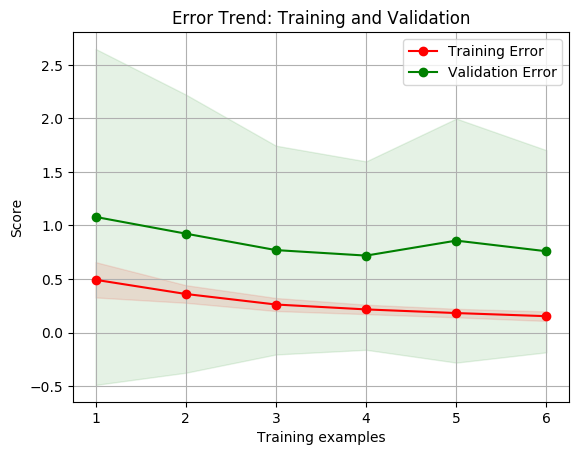 Error Trend: Training and Validation
Training Error
Validation Error
Score
2.5
2.0
1.5
1.0
0.5
0.0
−0.5
1 2 3 4 5 6
Training examples